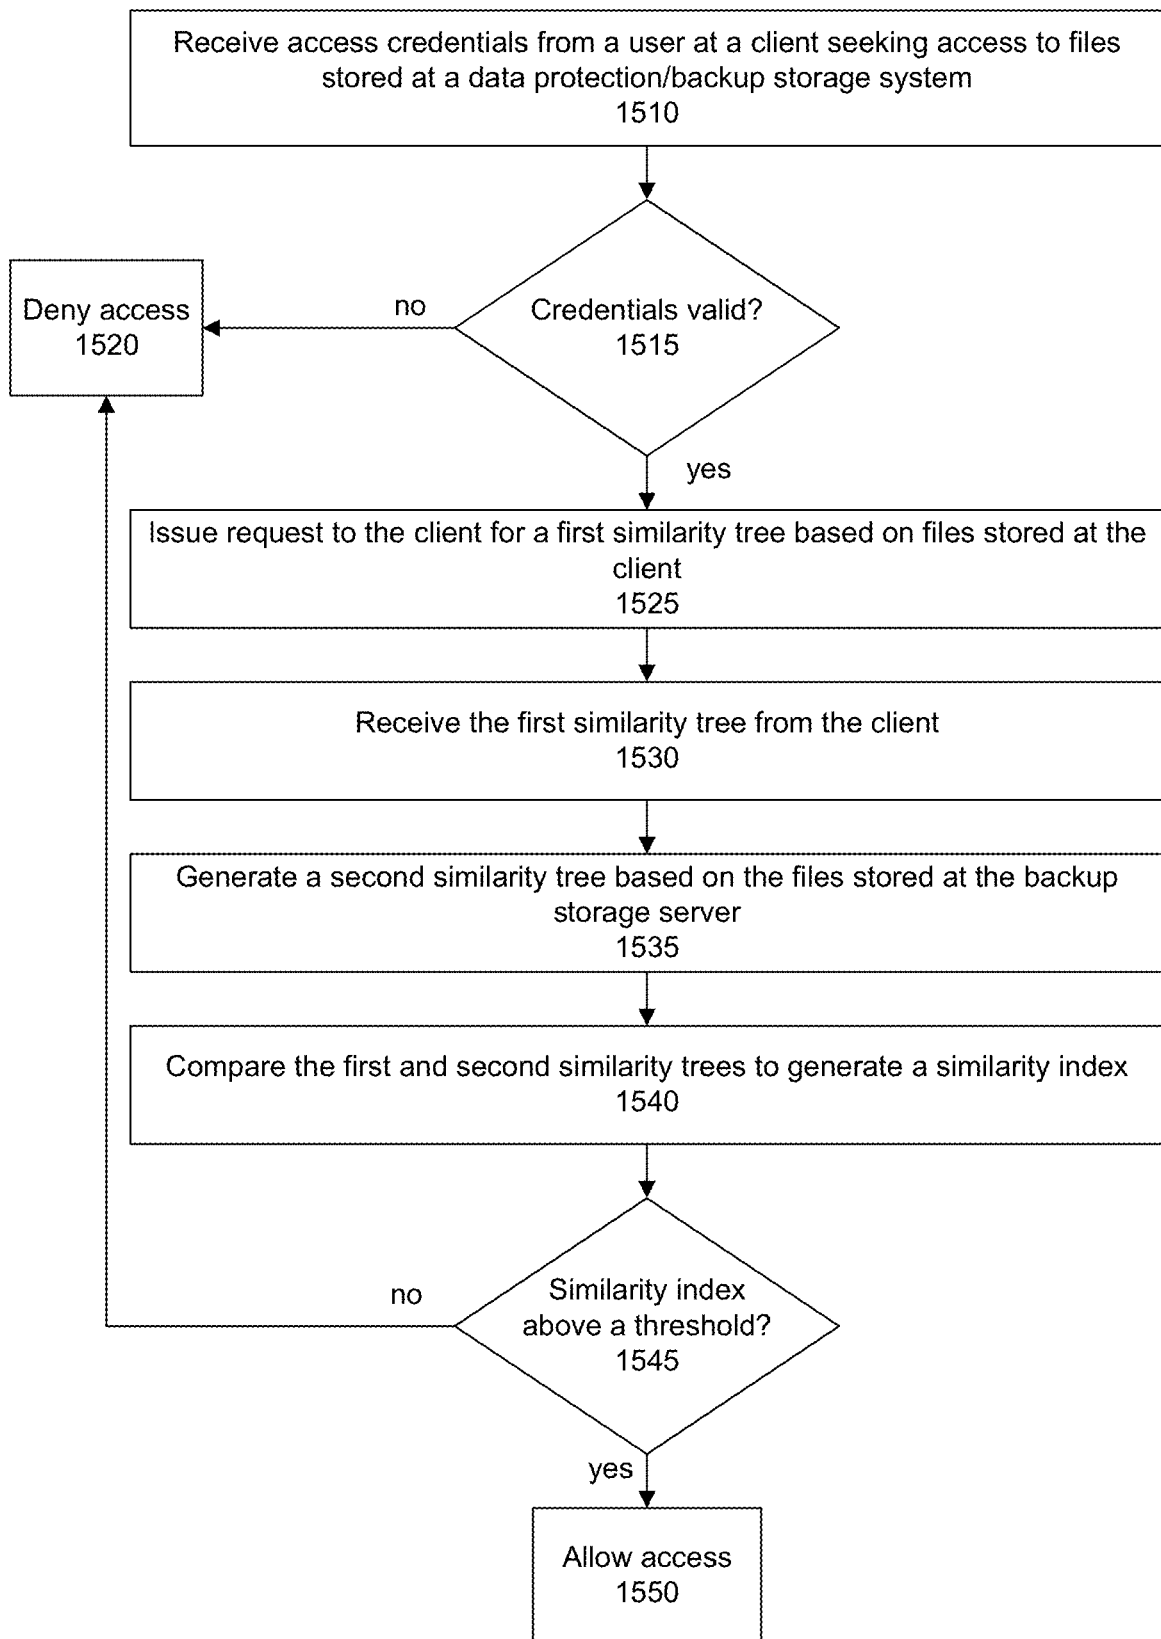 Receive access credentials from a user at a client seeking access to files
stored at a data protection/backup storage system
1510
Credentials valid?
1515
no
Deny access
1520
yes
Issue request to the client for a first similarity tree based on files stored at the
client
1525
Receive the first similarity tree from the client
1530
Generate a second similarity tree based on the files stored at the backup
storage server
1535
Compare the first and second similarity trees to generate a similarity index
1540
Similarity index
above a threshold?
1545
no
yes
Allow access
1550